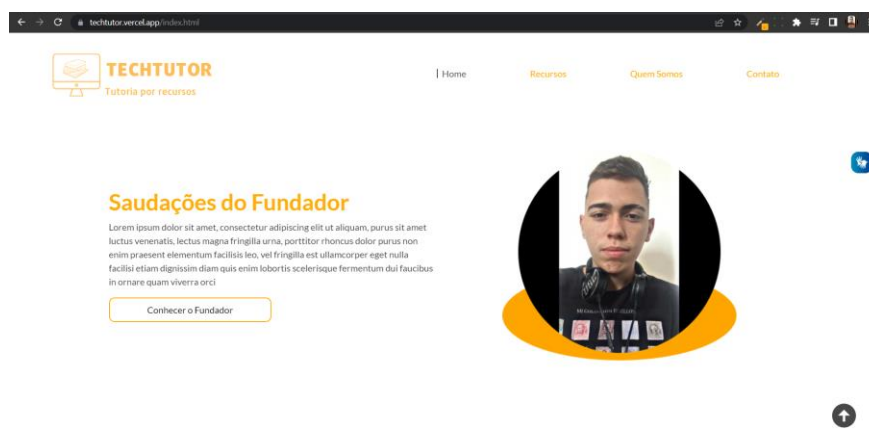 techtutor.vercel.app/index.html
TECHTUTOR
Tutoria por recursos
Home
Recursos
Quem Somos
Contato
Saudações do Fundador
Lorem ipsum dolor sit amet, consectetur adipiscing elit ut aliquam, purus sit amet
luctus venenatis, lectus magna fringilla urna, porttitor rhoncus dolor purus non
enim praesent elementum facilisis leo, vel fringilla est ullamcorper eget nulla
facilisi etiam dignissim diam quis enim lobortis scelerisque fermentum dui faucibus
in ornare quam viverra orci
Conhecer o Fundador